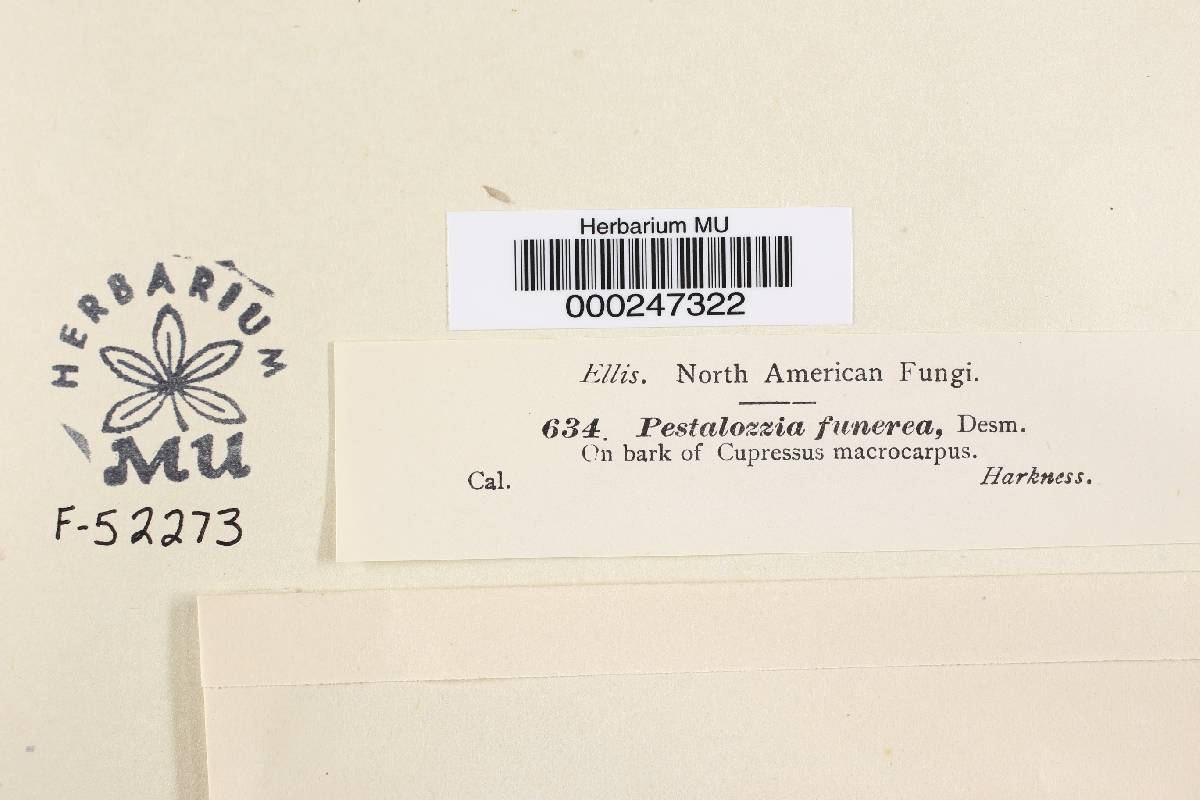 Herbarium MU
000247322
HERBARIUM
MU
F-52273
Ellis. North American Fungi.
634. Pestalozzia funerea, Desm.
On bark of Cupressus macrocarpus.
Cal. Harkness.